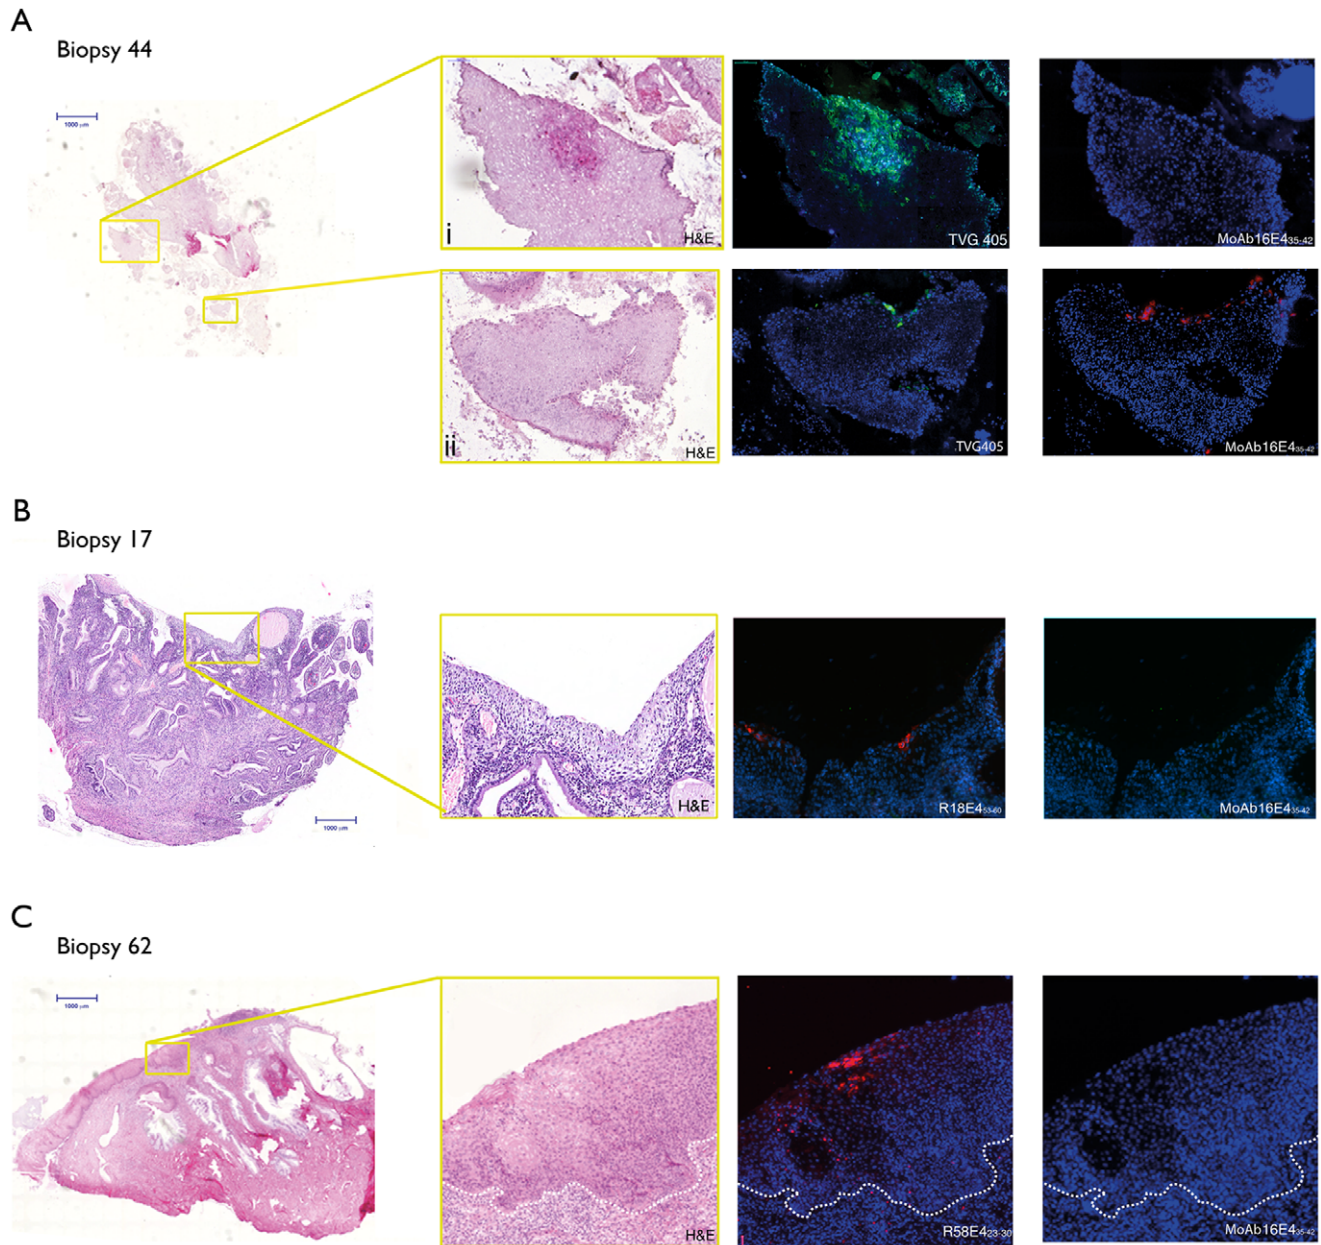 A
Biopsy 44
1000 µm
i
H&E
TVG 405
MoAb16E4₃₅₋₄₂
ii
H&E
TVG405
MoAb16E4₃₅₋₄₂
B
Biopsy 17
1000 µm
H&E
R18E4₅₃₋₆₀
MoAb16E4₃₅₋₄₂
C
Biopsy 62
1000 µm
H&E
R58E4₂₃₋₃₀
MoAb16E4₃₅₋₄₂